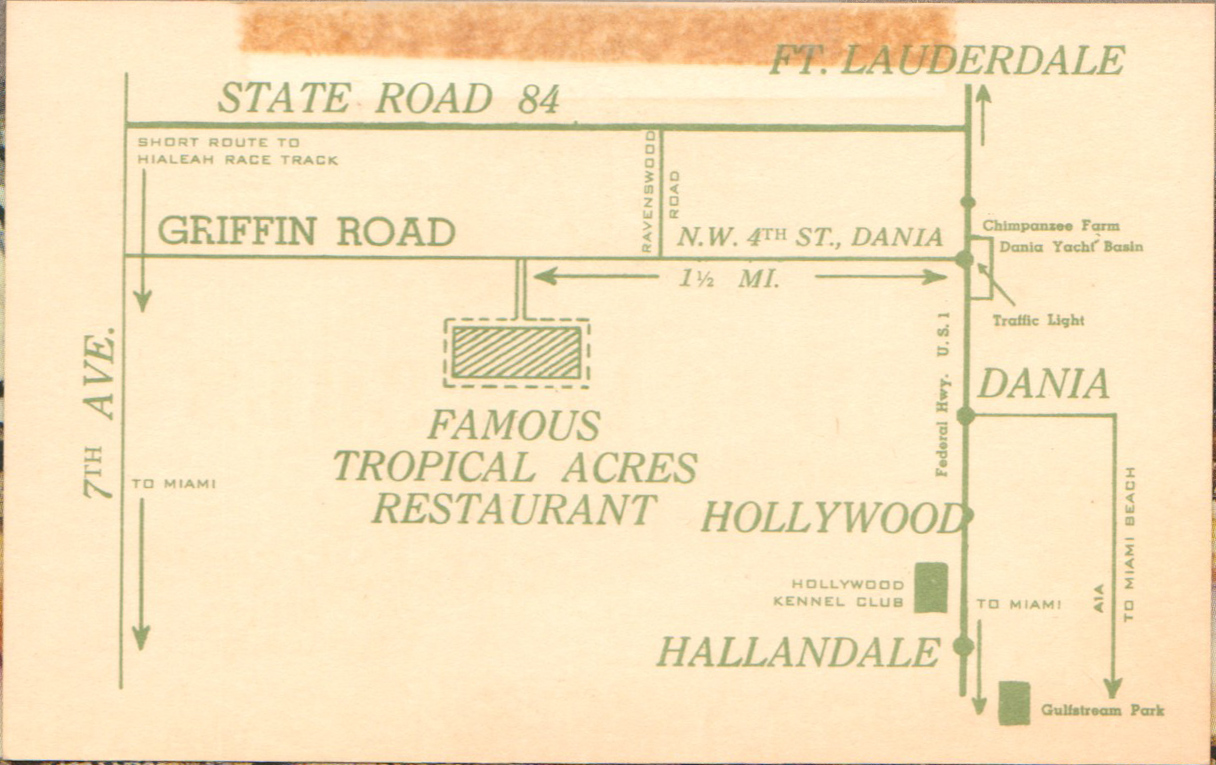 FT. LAUDERDALE
STATE ROAD 84
SHORT ROUTE TO
HIALEAH RACE TRACK
RAVENSWOOD
ROAD
GRIFFIN ROAD
N.W. 4TH ST., DANIA
Chimpanzee Farm
Dania Yacht Basin
1½ MI.
Traffic Light
7TH AVE.
Federal Hwy. U.S. 1
DANIA
FAMOUS
TROPICAL ACRES
RESTAURANT
TO MIAMI
HOLLYWOOD
HOLLYWOOD
KENNEL CLUB
TO MIAMI
A1A
TO MIAMI BEACH
HALLANDALE
Gulfstream Park